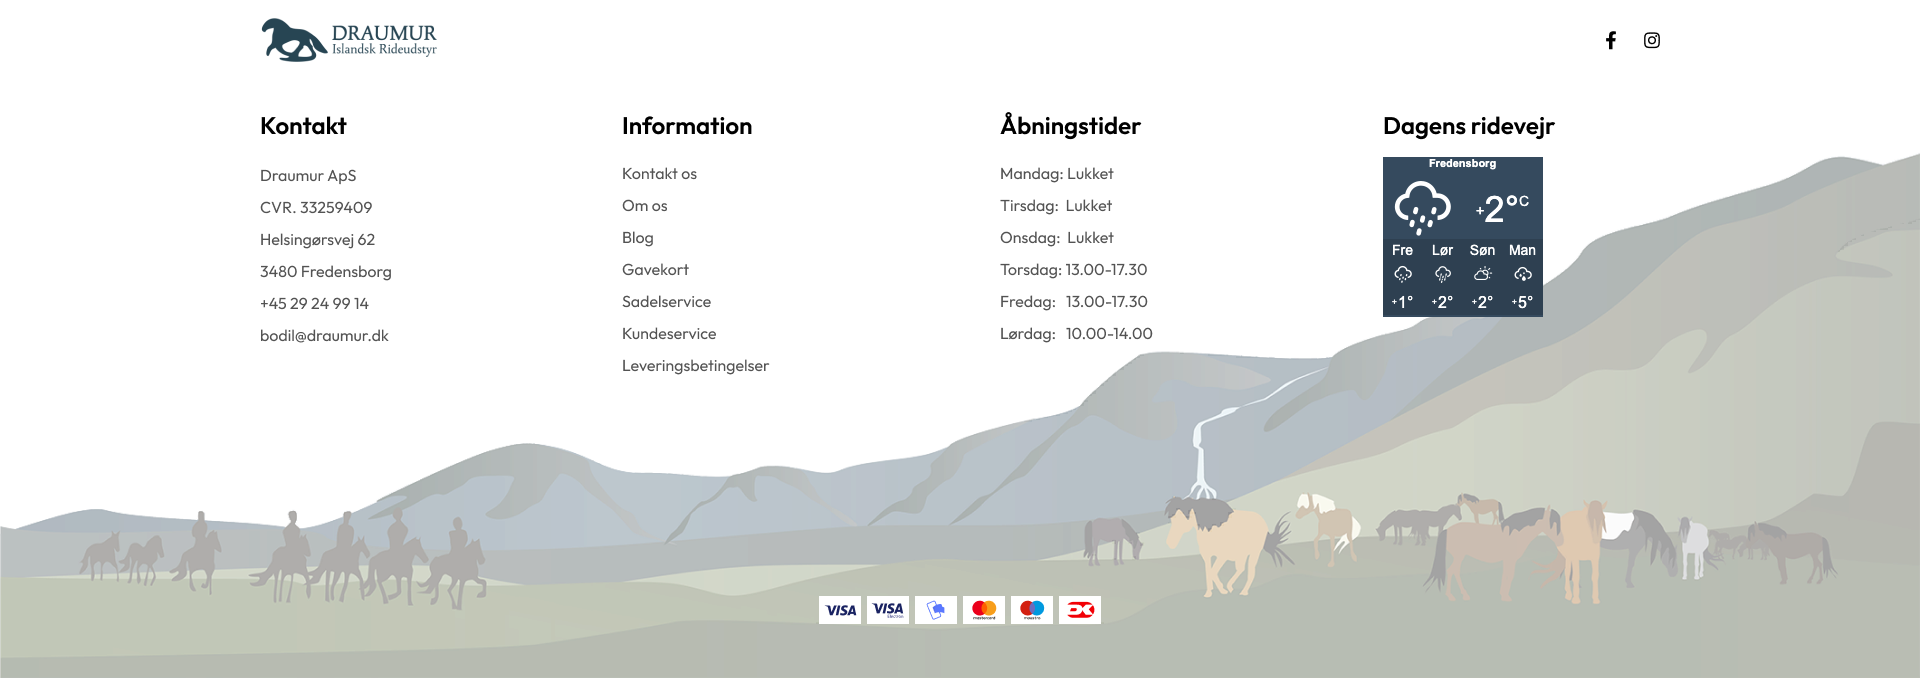 DRAUMUR
Islandsk Rideudstyr
Kontakt
Draumur ApS
CVR. 33259409
Helsingørsvej 62
3480 Fredensborg
+45 29 24 99 14
bodil@draumur.dk
Information
Kontakt os
Om os
Blog
Gavekort
Sadelservice
Kundeservice
Leveringsbetingelser
Åbningstider
Mandag: Lukket
Tirsdag: Lukket
Onsdag: Lukket
Torsdag: 13.00-17.30
Fredag: 13.00-17.30
Lørdag: 10.00-14.00
Dagens ridevejr
Fredensborg
+2°C
Fre Lør Søn Man
+1° +2° +2° +5°
VISA
VISA
Electron
mastercard
maestro